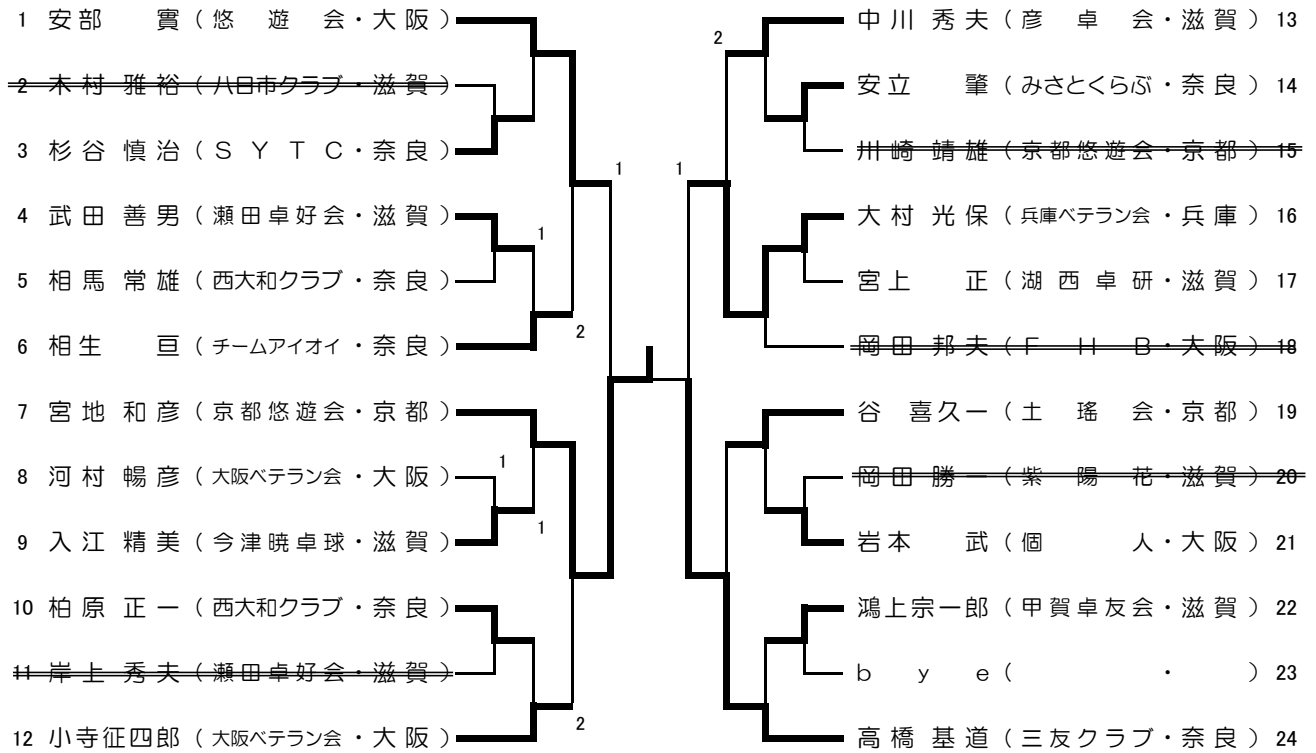 1 安部 實 (悠 遊 会・大阪)
2 木村 雅裕 (八日市クラブ・滋賀)
3 杉谷 慎治 (S Y T C・奈良)
4 武田 善男 (瀬田卓好会・滋賀)
5 相馬 常雄 (西大和クラブ・奈良)
6 相生 亘 (チームアイオイ・奈良)
7 宮地 和彦 (京都悠遊会・京都)
8 河村 暢彦 (大阪ベテラン会・大阪)
9 入江 精美 (今津暁卓球・滋賀)
10 柏原 正一 (西大和クラブ・奈良)
11 岸上 秀夫 (瀬田卓好会・滋賀)
12 小寺征四郎 (大阪ベテラン会・大阪)
1
2
1
1
1
2
2
1
中川 秀夫 (彦 卓 会・滋賀) 13
安立 肇 (みさとくらぶ・奈良) 14
川崎 靖雄 (京都悠遊会・京都) 15
大村 光保 (兵庫ベテラン会・兵庫) 16
宮上 正 (湖西卓研・滋賀) 17
岡田 邦夫 (F H B・大阪) 18
谷 喜久一 (土 瑤 会・京都) 19
岡田 勝一 (紫 陽 花・滋賀) 20
岩本 武 (個 人・大阪) 21
鴻上宗一郎 (甲賀卓友会・滋賀) 22
b y e ( ・ ) 23
高橋 基道 (三友クラブ・奈良) 24